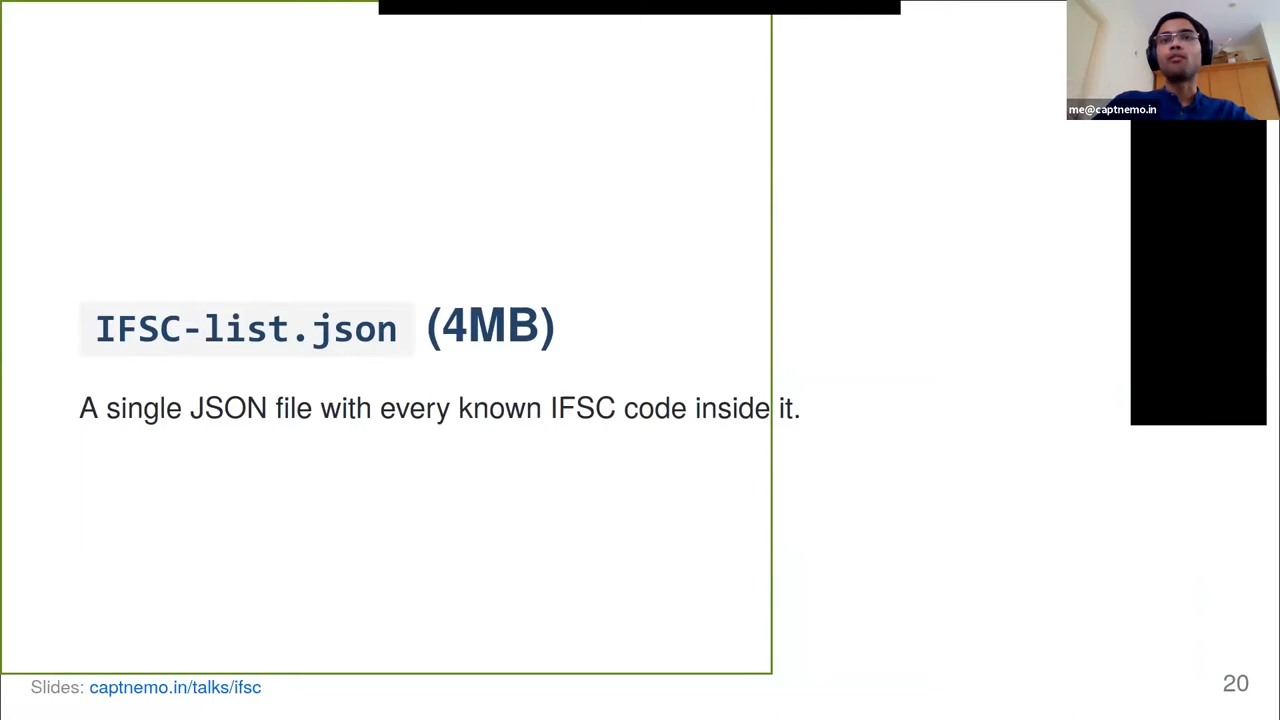 me@captnemo.in
IFSC-list.json (4MB)
A single JSON file with every known IFSC code inside it.
Slides: captnemo.in/talks/ifsc
20